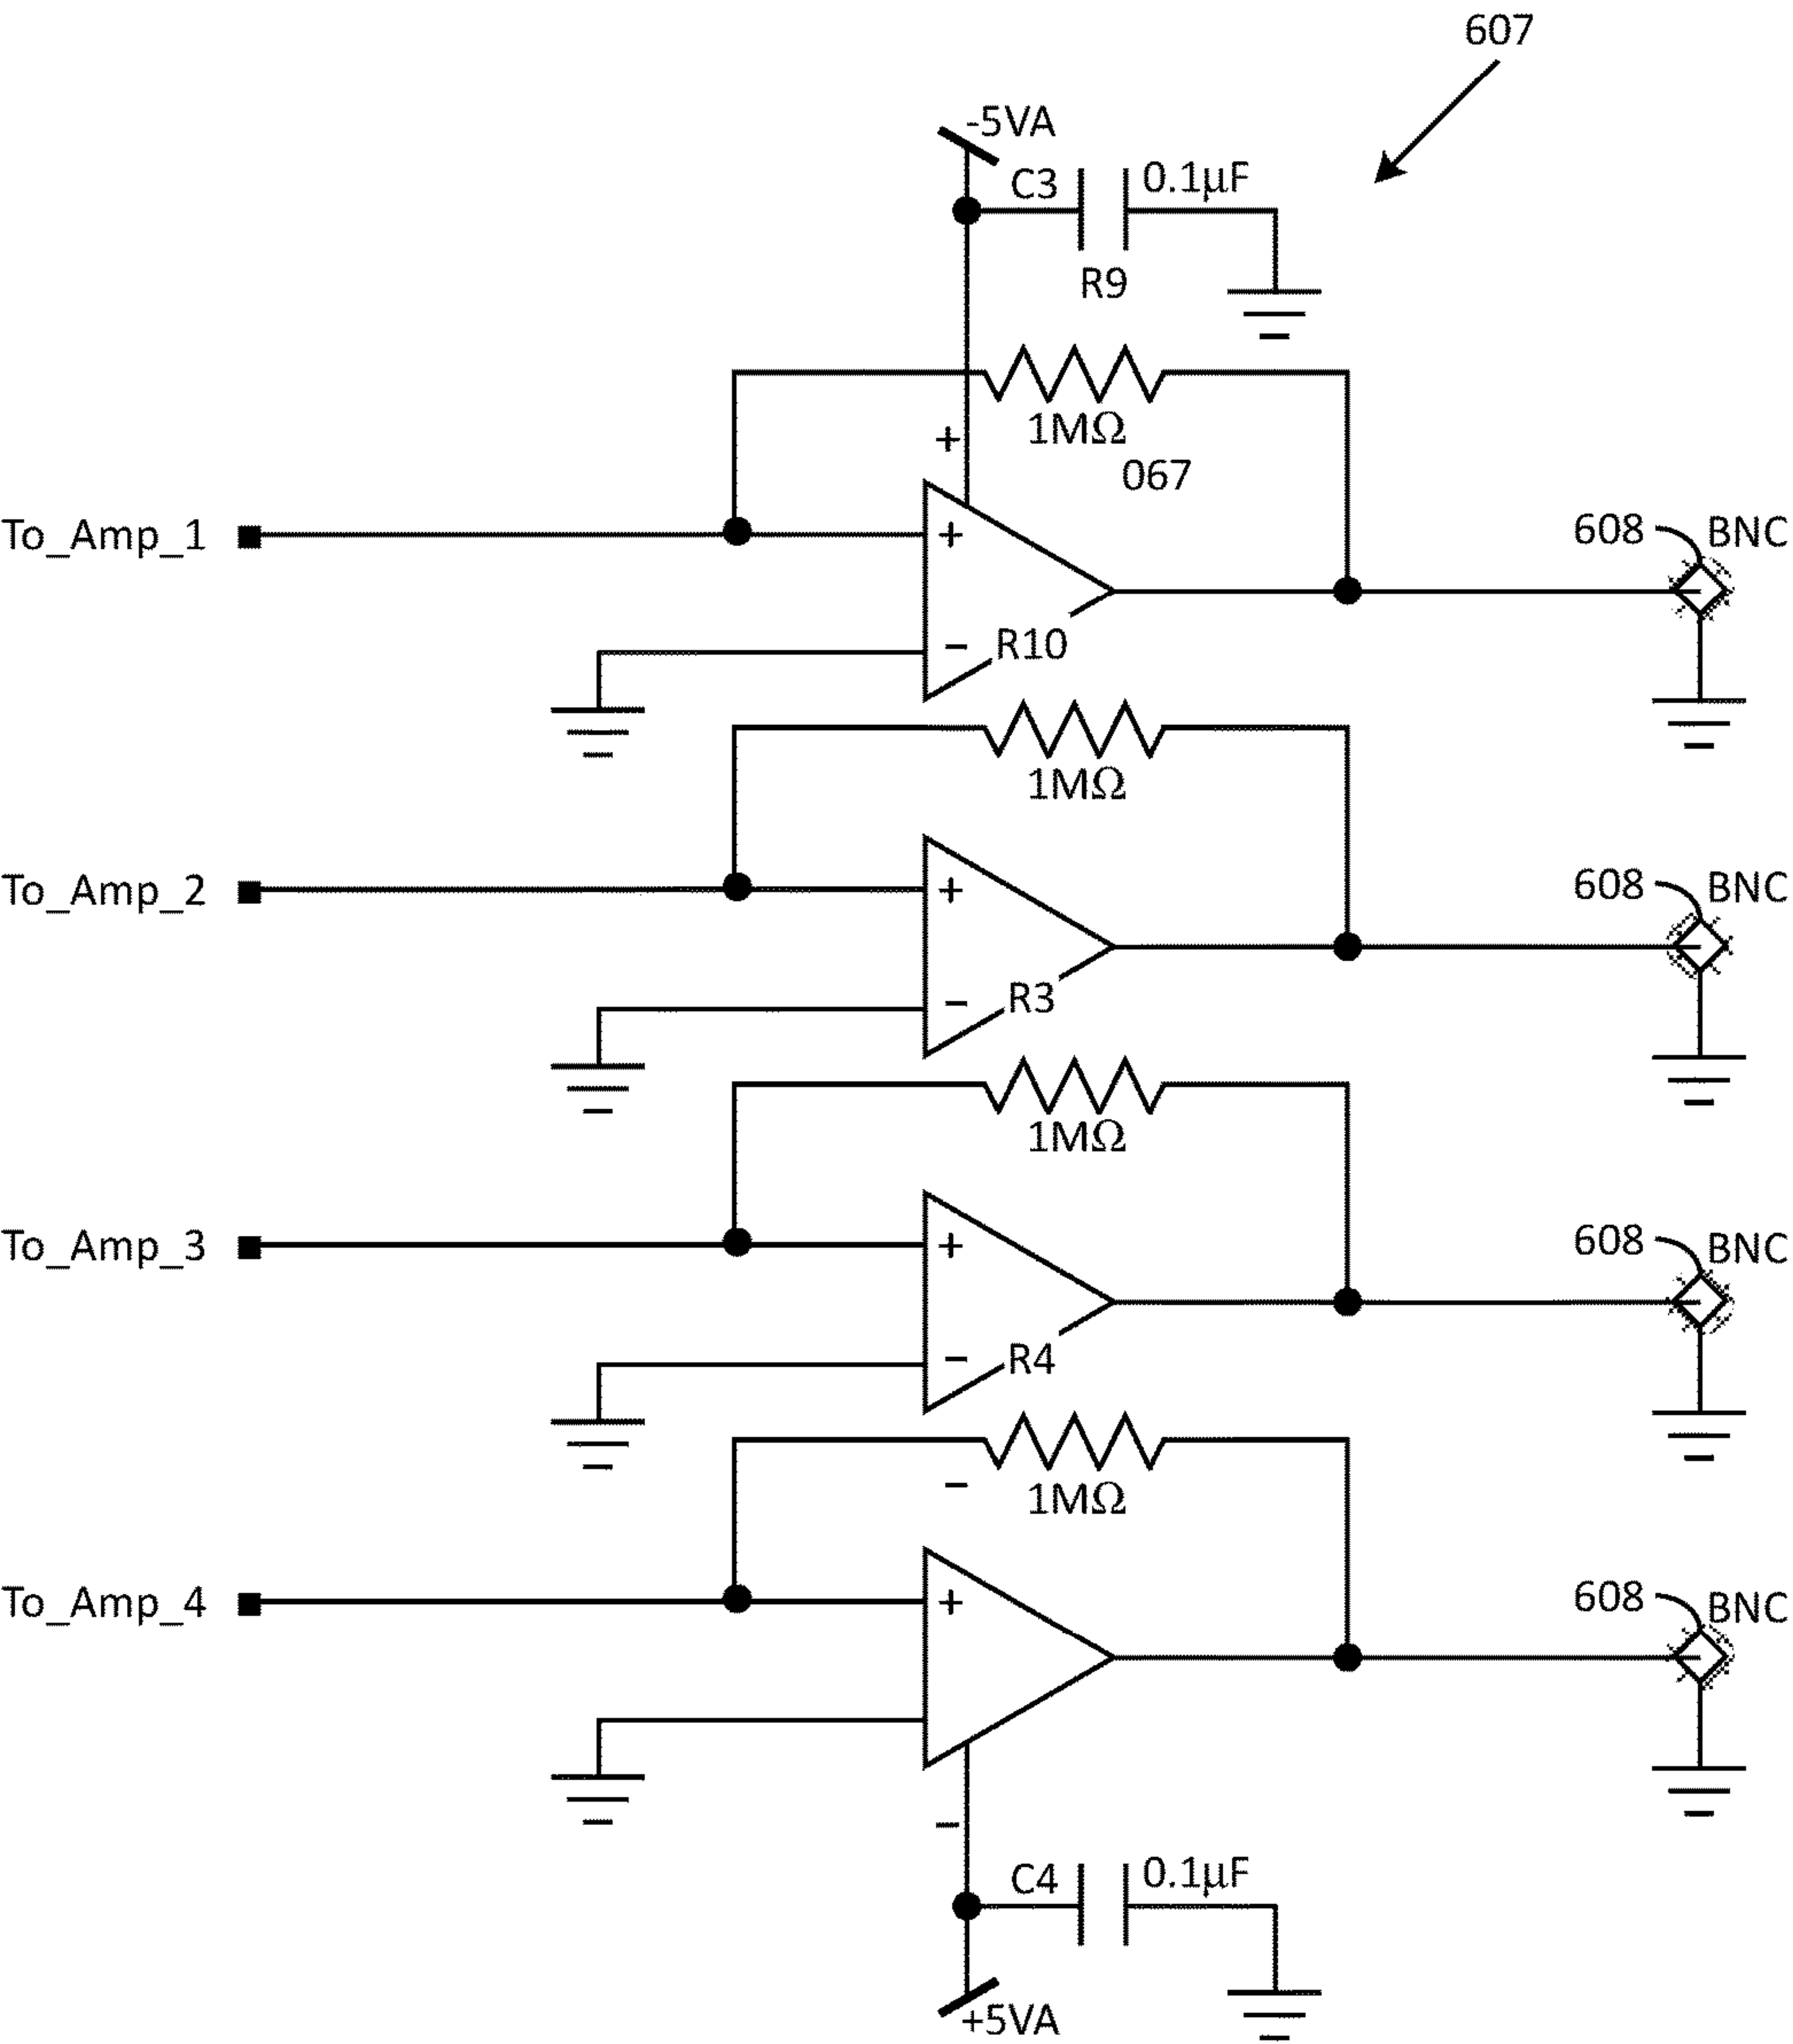 607
-5VA
C3 0.1µF
R9
1MΩ
+
067
To_Amp_1
+
608 BNC
−
R10
1MΩ
To_Amp_2
+
608 BNC
−
R3
1MΩ
To_Amp_3
+
608 BNC
−
R4
−
1MΩ
To_Amp_4
+
608 BNC
−
C4 0.1µF
+5VA